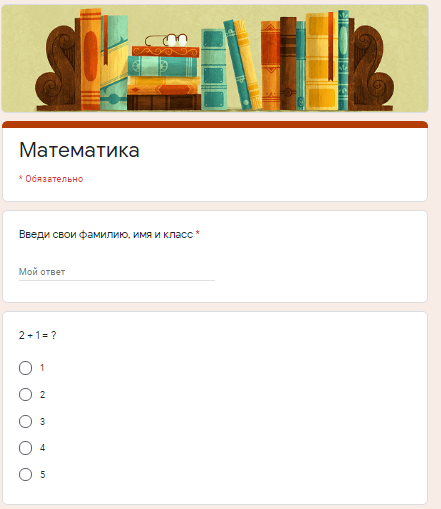 Математика
* Обязательно
Введи свои фамилию, имя и класс *
Мой ответ
2 + 1 = ?
1
2
3
4
5